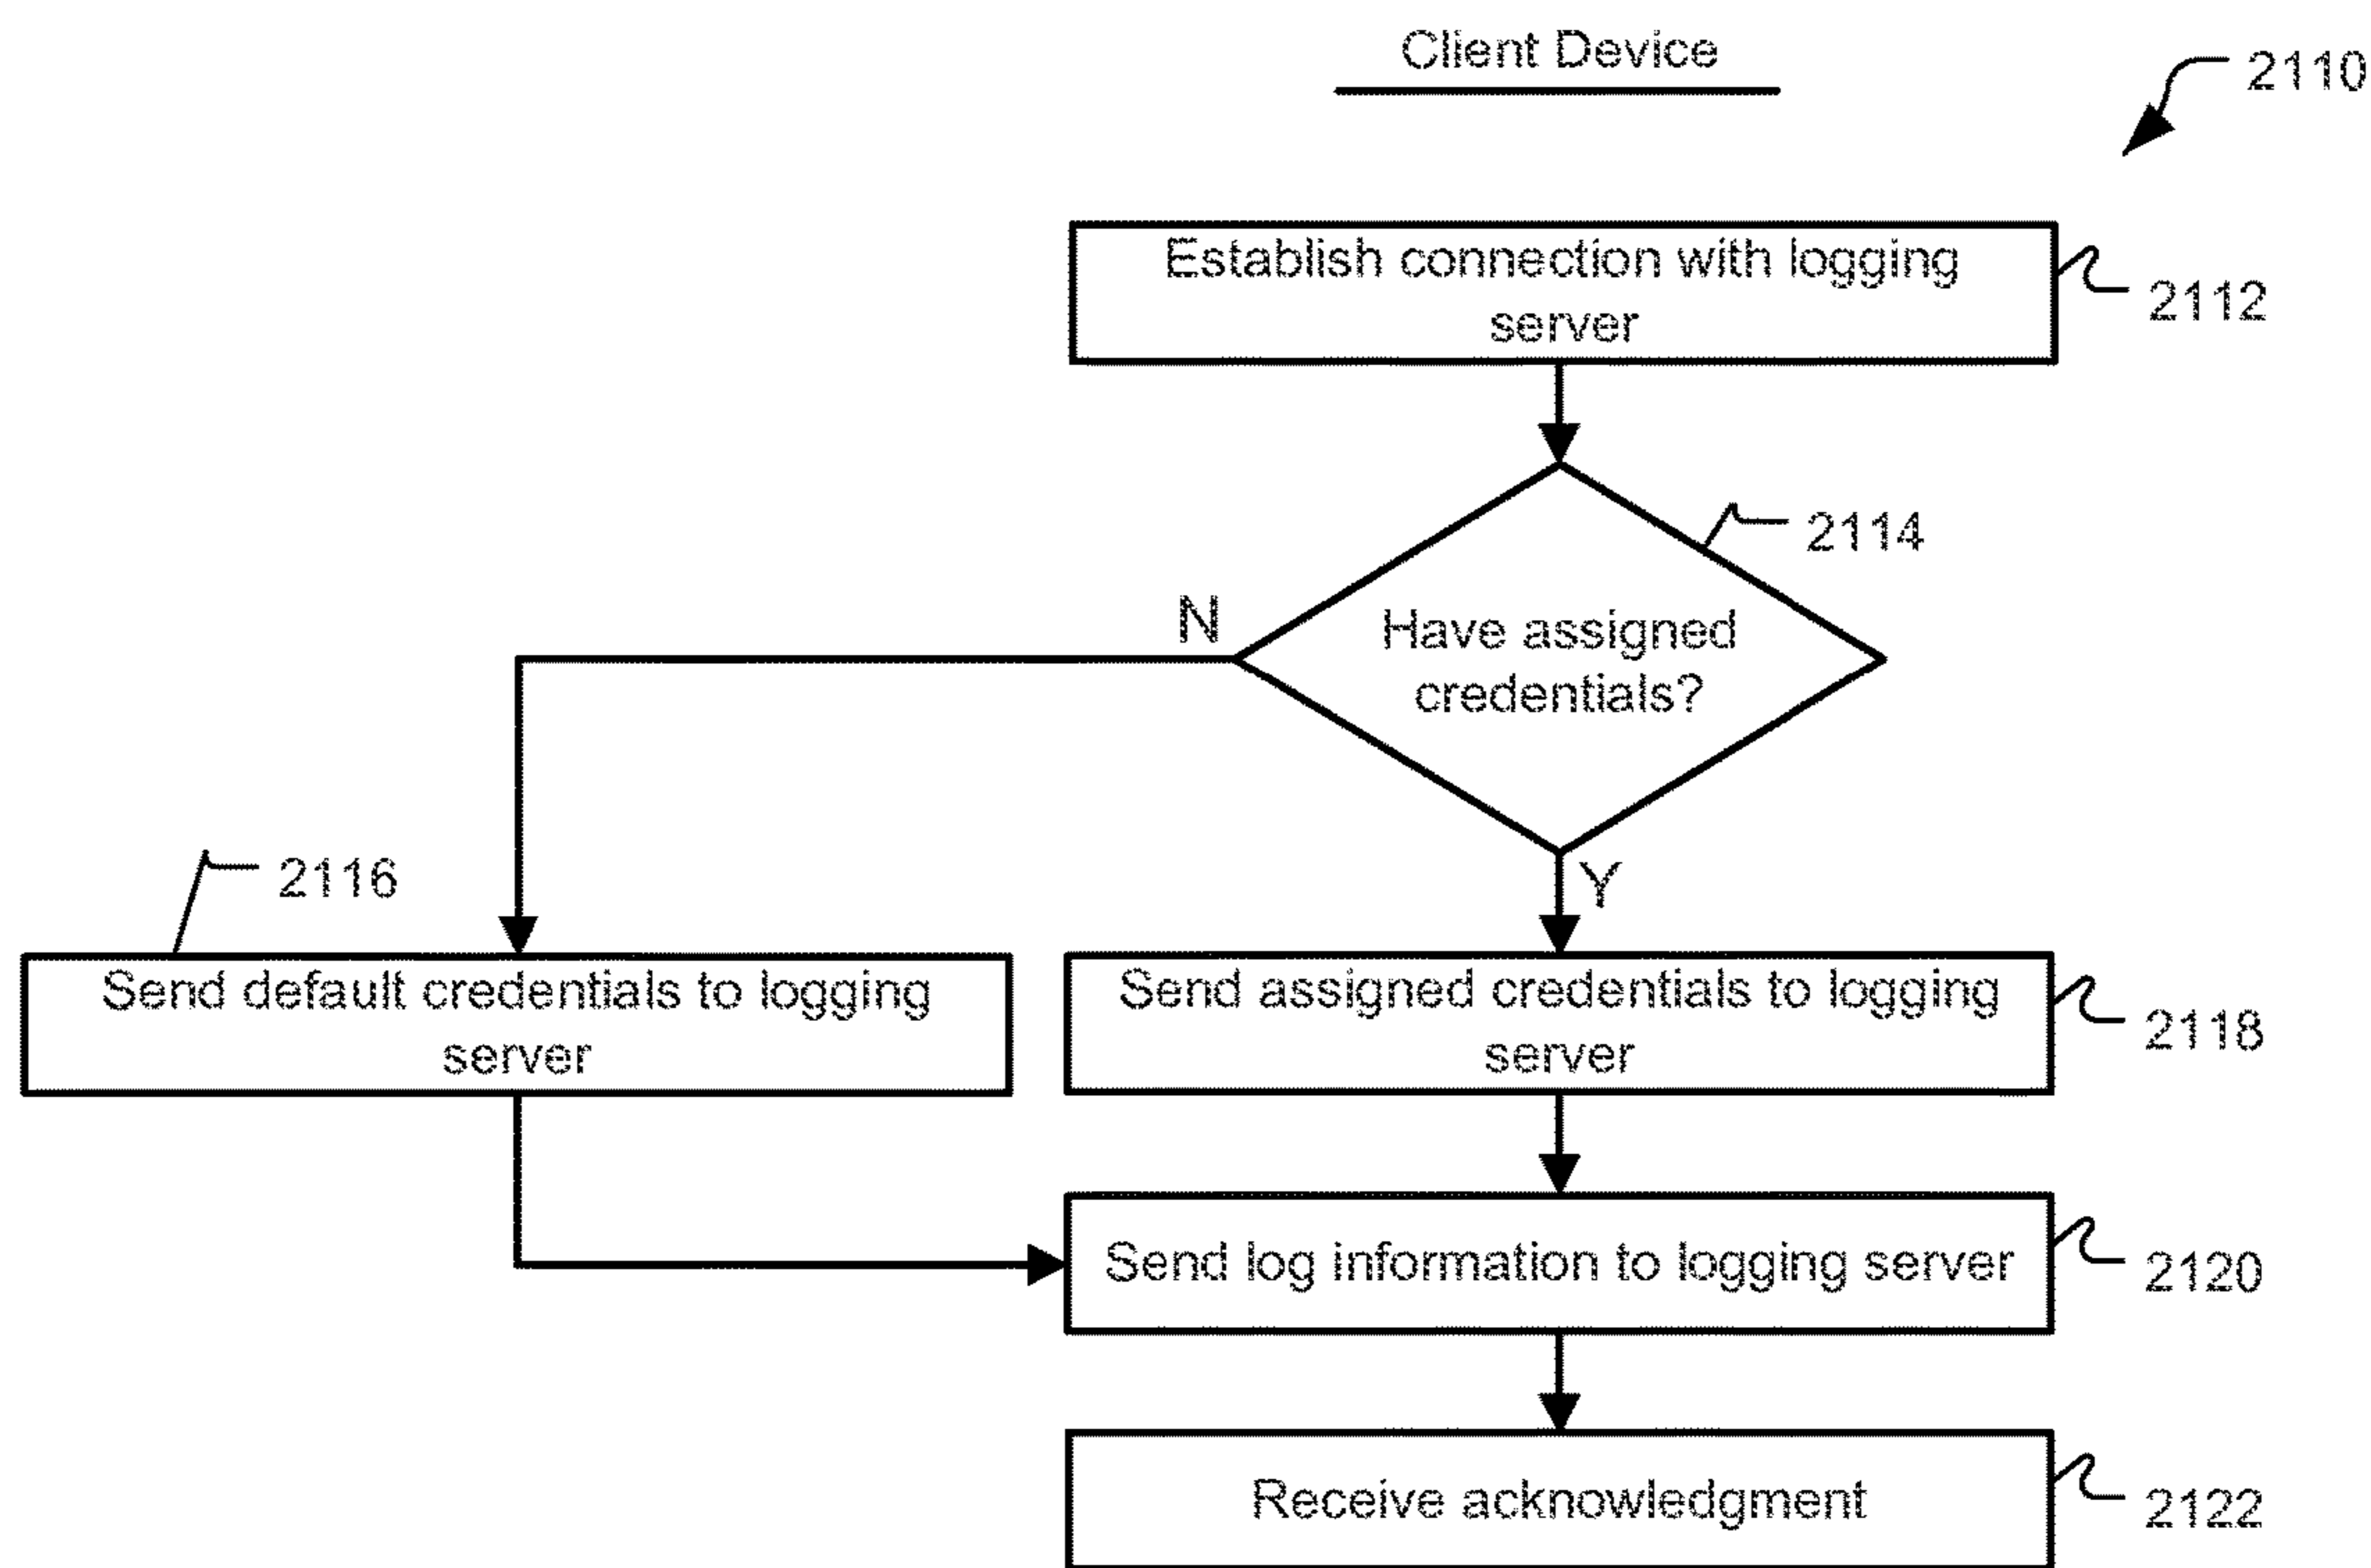 Client Device
2110
Establish connection with logging
server
2112
2114
Have assigned
credentials?
N
Y
2116
Send default credentials to logging
server
Send assigned credentials to logging
server
2118
Send log information to logging server
2120
Receive acknowledgment
2122